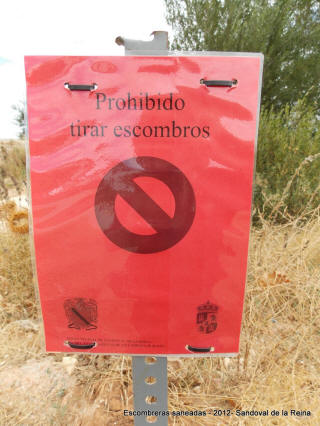 Prohibido
tirar escombros
Escombreras saneadas - 2012- Sandoval de la Reina